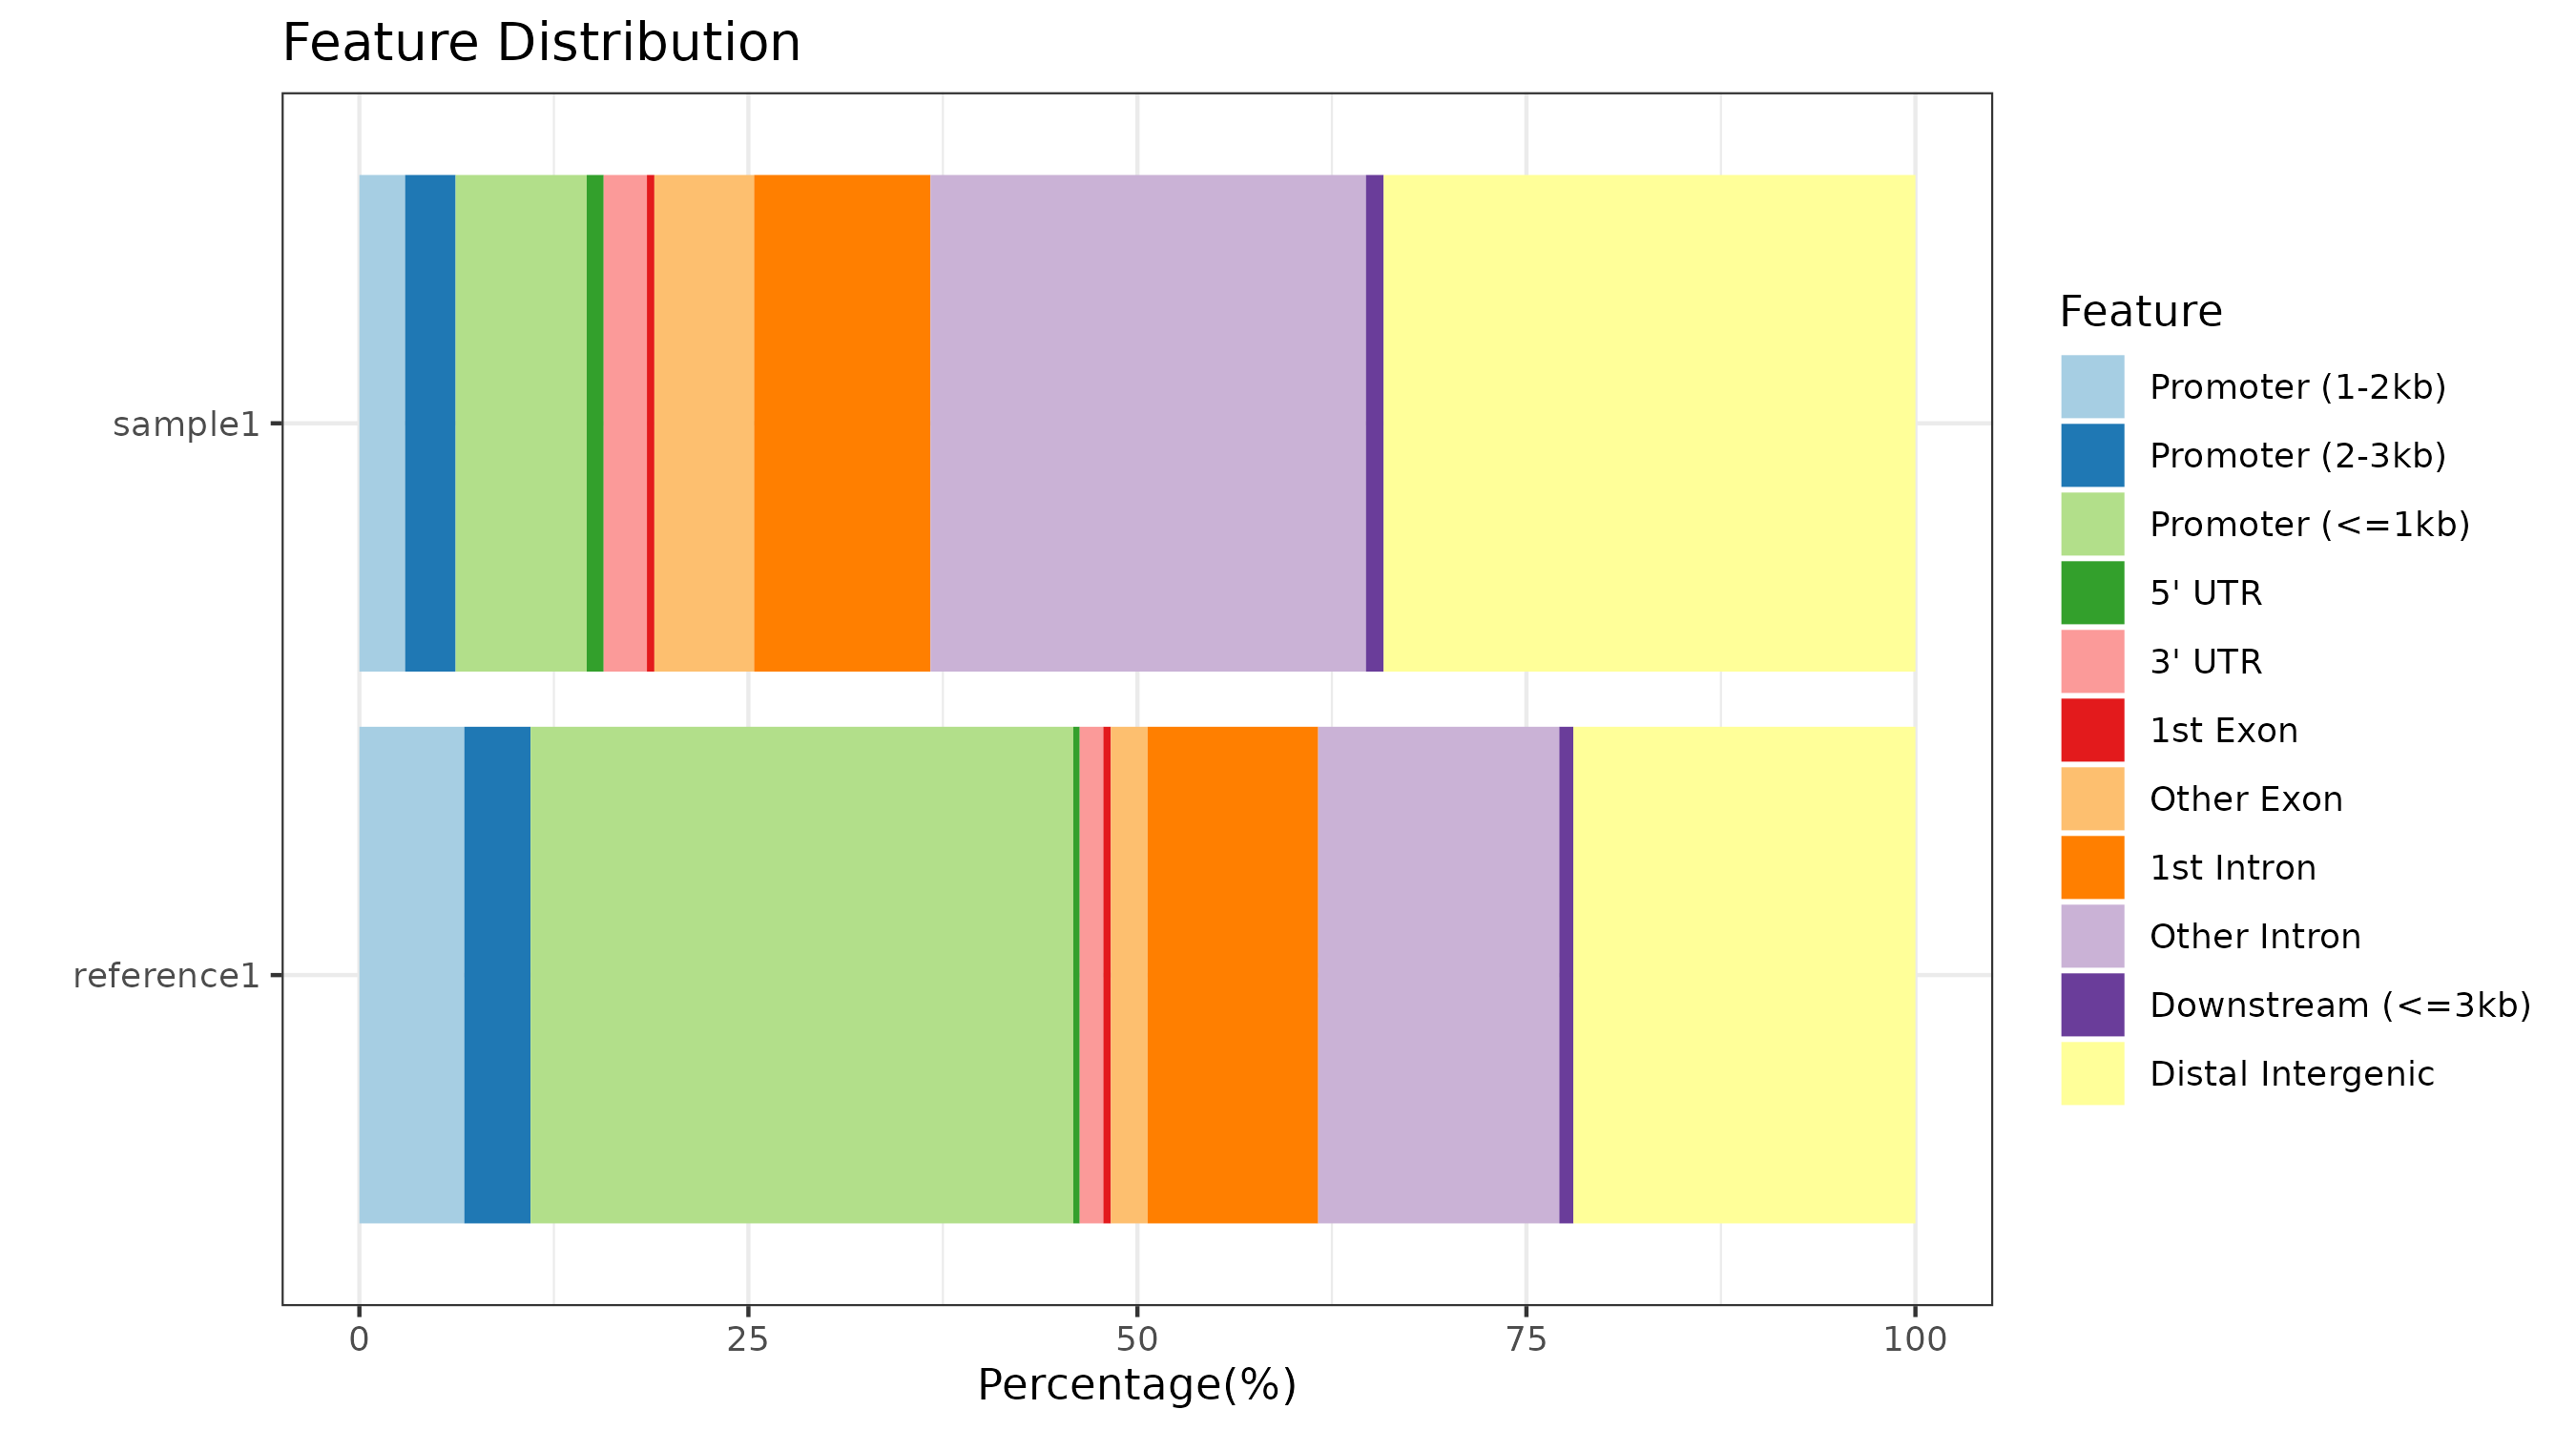 Feature Distribution
sample1
reference1
0 25 50 75 100
Percentage(%)
Feature
Promoter (1-2kb)
Promoter (2-3kb)
Promoter (<=1kb)
5' UTR
3' UTR
1st Exon
Other Exon
1st Intron
Other Intron
Downstream (<=3kb)
Distal Intergenic